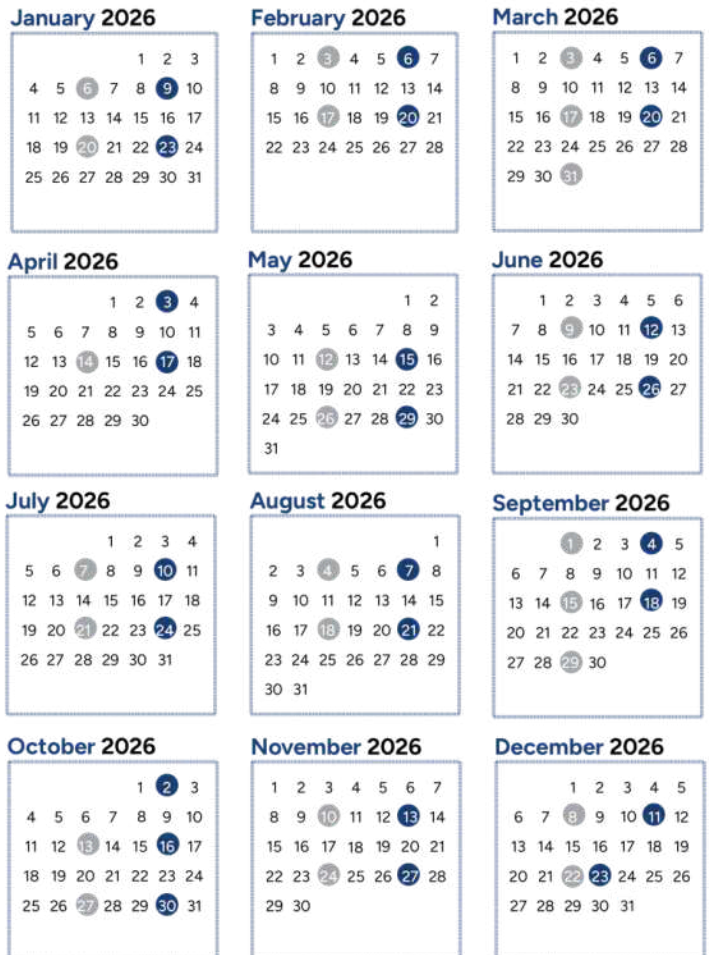 January 2026
1 2 3
4 5 6 7 8 9 10
11 12 13 14 15 16 17
18 19 20 21 22 23 24
25 26 27 28 29 30 31
February 2026
1 2 3 4 5 6 7
8 9 10 11 12 13 14
15 16 17 18 19 20 21
22 23 24 25 26 27 28
March 2026
1 2 3 4 5 6 7
8 9 10 11 12 13 14
15 16 17 18 19 20 21
22 23 24 25 26 27 28
29 30 31
April 2026
1 2 3 4
5 6 7 8 9 10 11
12 13 14 15 16 17 18
19 20 21 22 23 24 25
26 27 28 29 30
May 2026
1 2
3 4 5 6 7 8 9
10 11 12 13 14 15 16
17 18 19 20 21 22 23
24 25 26 27 28 29 30
31
June 2026
1 2 3 4 5 6
7 8 9 10 11 12 13
14 15 16 17 18 19 20
21 22 23 24 25 26 27
28 29 30
July 2026
1 2 3 4
5 6 7 8 9 10 11
12 13 14 15 16 17 18
19 20 21 22 23 24 25
26 27 28 29 30 31
August 2026
1
2 3 4 5 6 7 8
9 10 11 12 13 14 15
16 17 18 19 20 21 22
23 24 25 26 27 28 29
30 31
September 2026
1 2 3 4 5
6 7 8 9 10 11 12
13 14 15 16 17 18 19
20 21 22 23 24 25 26
27 28 29 30
October 2026
1 2 3
4 5 6 7 8 9 10
11 12 13 14 15 16 17
18 19 20 21 22 23 24
25 26 27 28 29 30 31
November 2026
1 2 3 4 5 6 7
8 9 10 11 12 13 14
15 16 17 18 19 20 21
22 23 24 25 26 27 28
29 30
December 2026
1 2 3 4 5
6 7 8 9 10 11 12
13 14 15 16 17 18 19
20 21 22 23 24 25 26
27 28 29 30 31